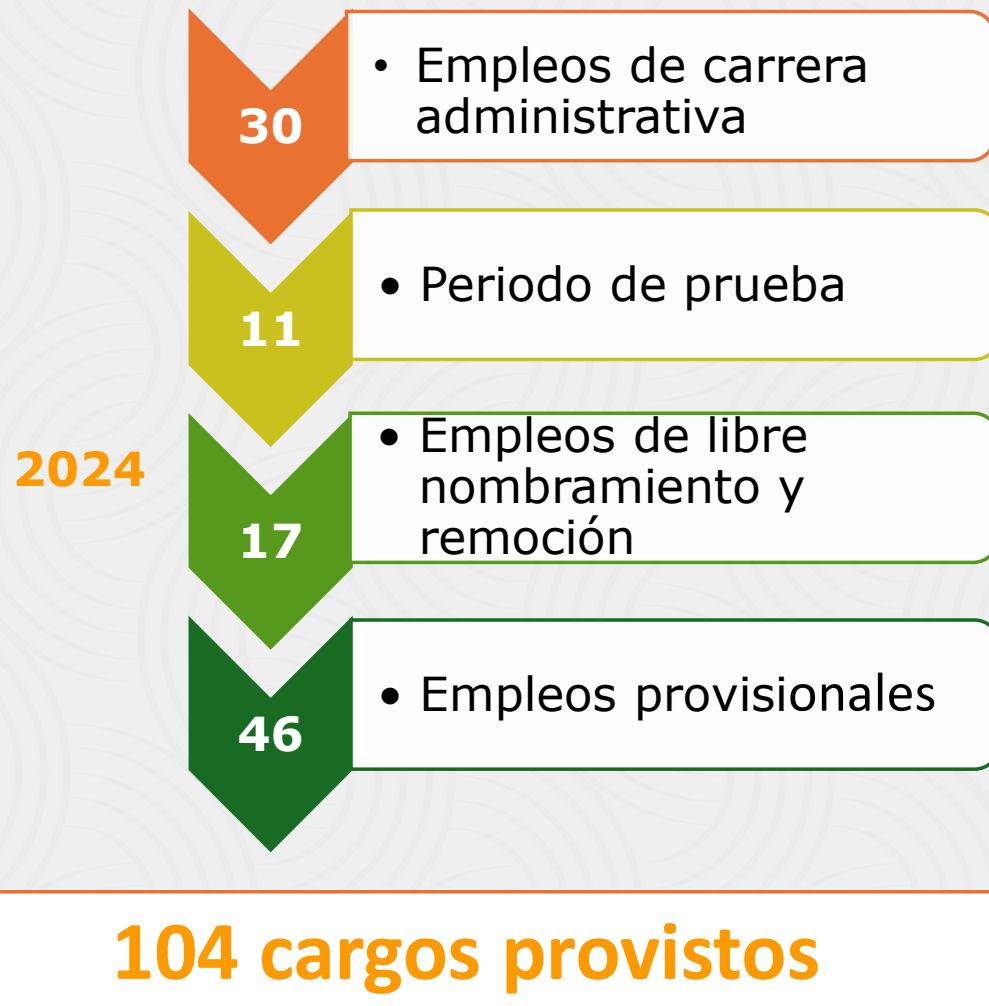 30
• Empleos de carrera
administrativa
11
• Periodo de prueba
2024
17
• Empleos de libre
nombramiento y
remoción
46
• Empleos provisionales
104 cargos provistos